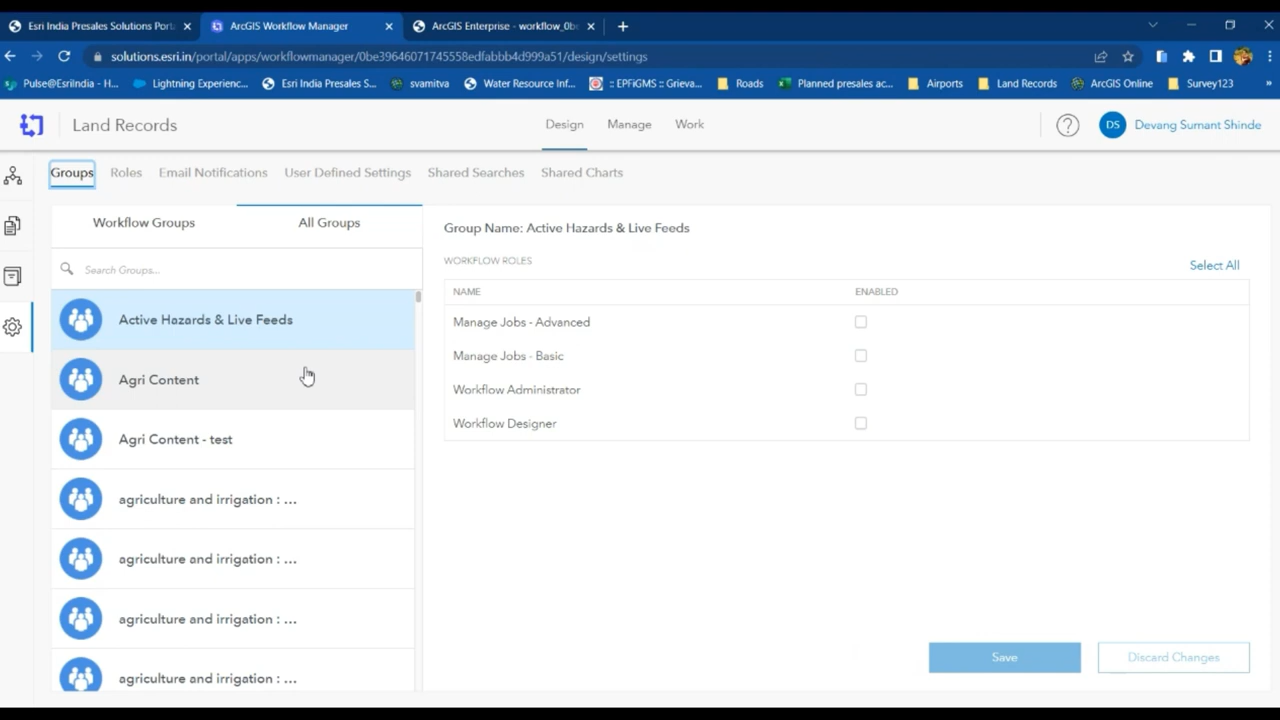 Esri India Presales Solutions Port
ArcGIS Workflow Manager
ArcGIS Enterprise - workflow_0b
solutions.esri.in/portal/apps/workflowmanager/0be39646071745558edfabbb4d999a51/design/settings
Pulse@EsriIndia - H...
Lightning Experienc...
Esri India Presales S...
svamitva
Water Resource Inf...
:: EPFiGMS :: Grieva...
Roads
Planned presales ac...
Airports
Land Records
ArcGIS Online
Survey123
»
Land Records
Design
Manage
Work
?
DS
Devang Sumant Shinde
Groups
Roles
Email Notifications
User Defined Settings
Shared Searches
Shared Charts
Workflow Groups
All Groups
Search Groups...
Active Hazards & Live Feeds
Agri Content
Agri Content - test
agriculture and irrigation : ...
agriculture and irrigation : ...
agriculture and irrigation : ...
agriculture and irrigation : ...
Group Name: Active Hazards & Live Feeds
WORKFLOW ROLES
Select All
NAME
ENABLED
Manage Jobs - Advanced
Manage Jobs - Basic
Workflow Administrator
Workflow Designer
Save
Discard Changes